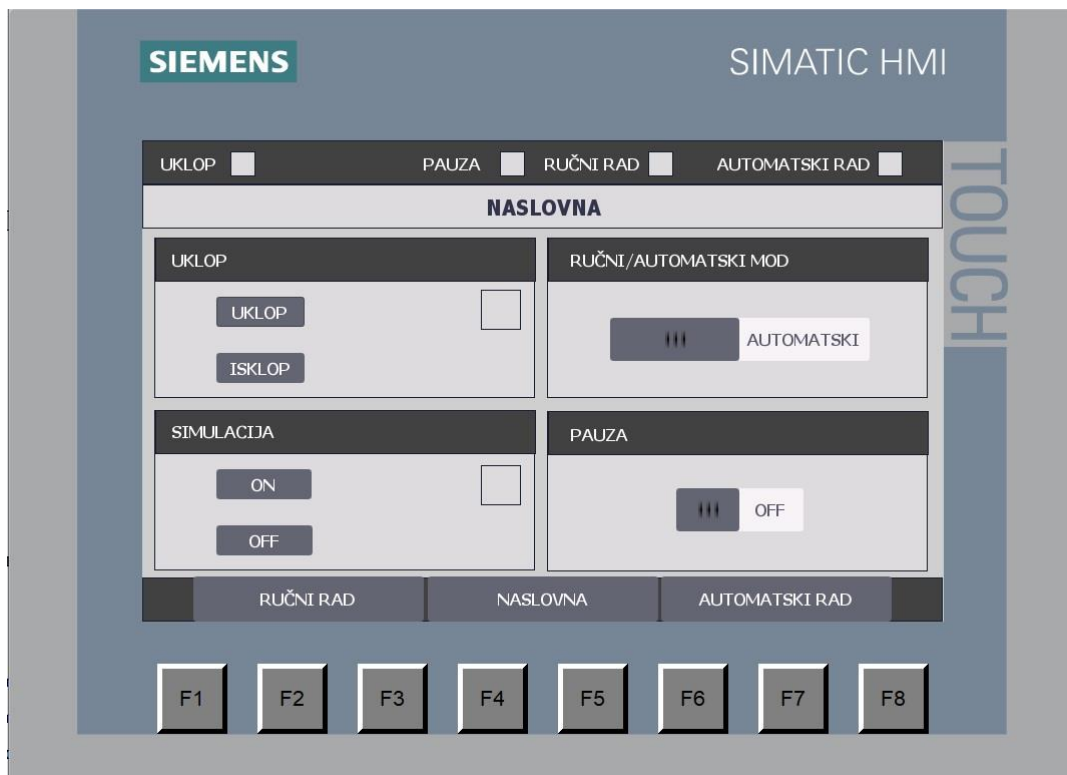 SIEMENS
SIMATIC HMI
TOUCH
UKLOP PAUZA RUČNI RAD AUTOMATSKI RAD
NASLOVNA
UKLOP
UKLOP
ISKLOP
RUČNI/AUTOMATSKI MOD
AUTOMATSKI
SIMULACIJA
ON
OFF
PAUZA
OFF
RUČNI RAD NASLOVNA AUTOMATSKI RAD
F1 F2 F3 F4 F5 F6 F7 F8